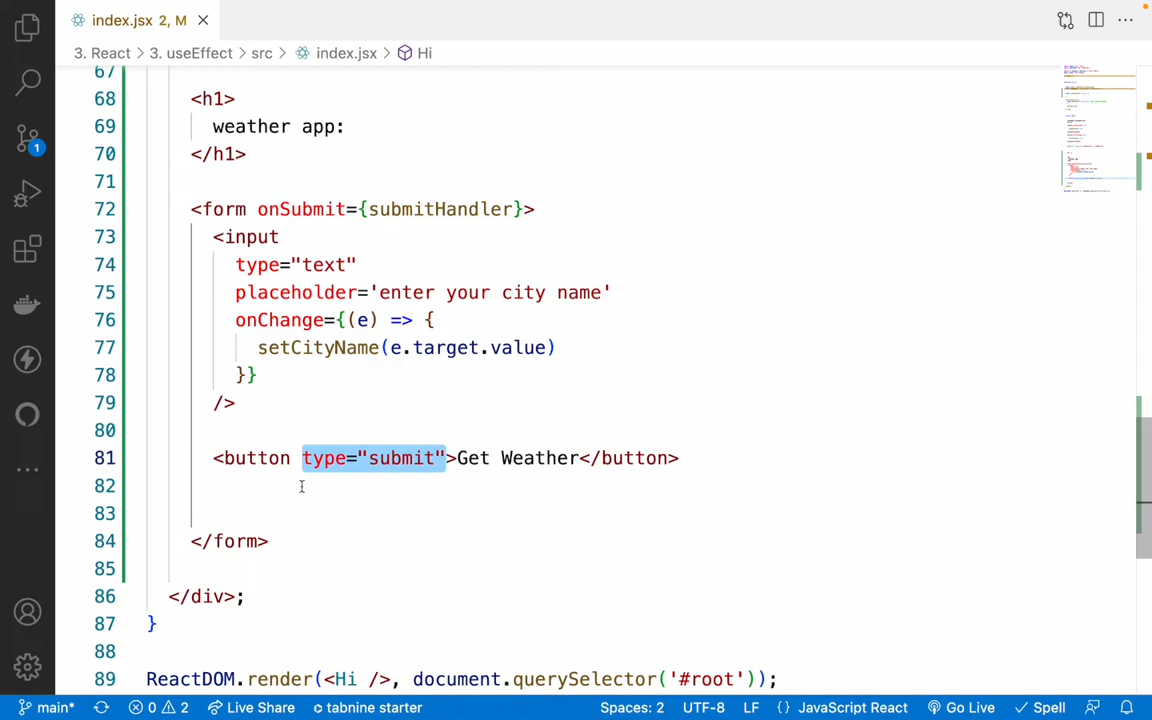 index.jsx 2, M
3. React > 3. useEffect > src > index.jsx > Hi
67
68 <h1>
69 weather app:
70 </h1>
71
72 <form onSubmit={submitHandler}>
73 <input
74 type="text"
75 placeholder='enter your city name'
76 onChange={(e) => {
77 setCityName(e.target.value)
78 }}
79 />
80
81 <button type="submit">Get Weather</button>
82
83
84 </form>
85
86 </div>;
87 }
88
89 ReactDOM.render(<Hi />, document.querySelector('#root'));
1
main* 0 2 Live Share tabnine starter Spaces: 2 UTF-8 LF {} JavaScript React Go Live Spell